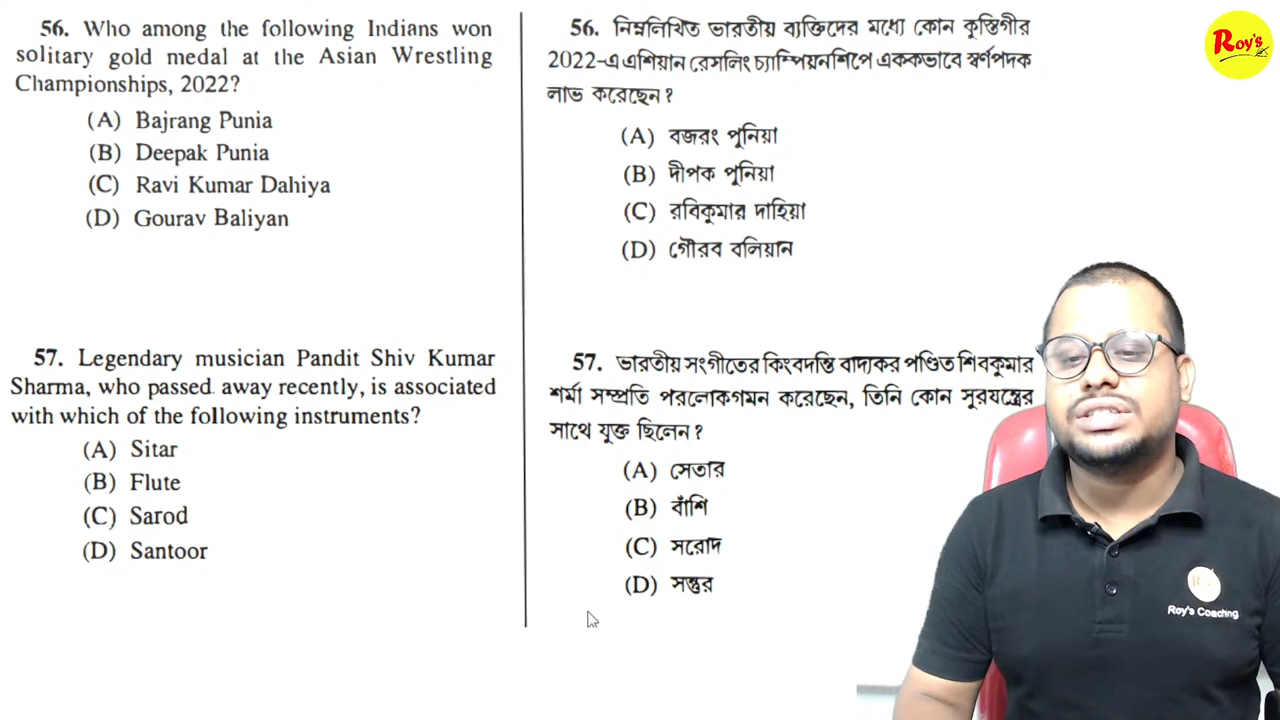 56. Who among the following Indians won
solitary gold medal at the Asian Wrestling
Championships, 2022?
(A) Bajrang Punia
(B) Deepak Punia
(C) Ravi Kumar Dahiya
(D) Gourav Baliyan
57. Legendary musician Pandit Shiv Kumar
Sharma, who passed away recently, is associated
with which of the following instruments?
(A) Sitar
(B) Flute
(C) Sarod
(D) Santoor
56. নিম্নলিখিত ভারতীয় ব্যক্তিদের মধ্যে কোন কুস্তিগীর
2022-এ এশিয়ান রেসলিং চ্যাম্পিয়নশিপে এককভাবে স্বর্ণপদক
লাভ করেছেন?
(A) বজরং পুনিয়া
(B) দীপক পুনিয়া
(C) রবিকুমার দাহিয়া
(D) গৌরব বলিয়ান
57. ভারতীয় সংগীতের কিংবদন্তি বাদ্যকর পণ্ডিত শিবকুমার
শর্মা সম্প্রতি পরলোকগমন করেছেন, তিনি কোন সুরযন্ত্রের
সাথে যুক্ত ছিলেন?
(A) সেতার
(B) বাঁশি
(C) সরোদ
(D) সন্তুর
Roy's
Roy's Coaching